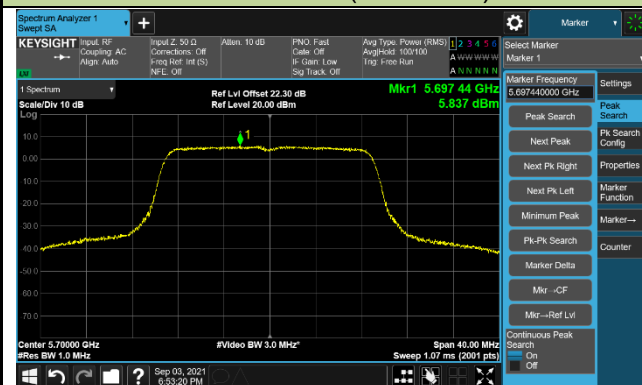 Spectrum Analyzer 1
Swept SA
+
Marker
KEYSIGHT
Input: RF
Coupling: AC
Align: Auto
Input Z: 50 Ω
Corrections: Off
Freq Ref: Int (S)
NFE: Off
Atten: 10 dB
PNO: Fast
Gate: Off
IF Gain: Low
Sig Track: Off
Avg Type: Power (RMS)
Avg|Hold: 100/100
Trig: Free Run
1 2 3 4 5 6
A W W W W W
A N N N N N
LW
Select Marker
Marker 1
1 Spectrum
Scale/Div 10 dB
Log
Ref Lvl Offset 22.30 dB
Ref Level 20.00 dBm
Mkr1 5.697 44 GHz
5.837 dBm
Marker Frequency
5.697440000 GHz
Peak Search
Next Peak
Next Pk Right
Next Pk Left
Minimum Peak
Pk-Pk Search
Marker Delta
Mkr→CF
Mkr→Ref Lvl
Continuous Peak
Search
On
Off
Settings
Peak
Search
Pk Search
Config
Properties
Marker
Function
Marker→
Counter
1
10.0
0.00
-10.0
-20.0
-30.0
-40.0
-50.0
-60.0
-70.0
Center 5.70000 GHz
#Res BW 1.0 MHz
#Video BW 3.0 MHz*
Span 40.00 MHz
Sweep 1.07 ms (2001 pts)
?
Sep 03, 2021
6:53:20 PM